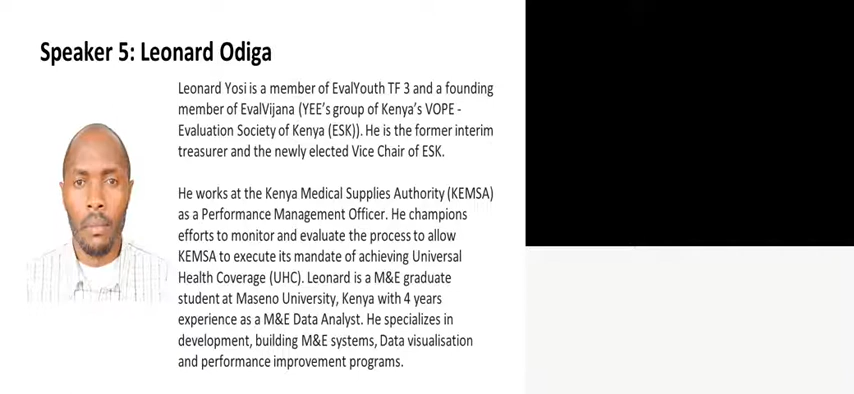 Speaker 5: Leonard Odiga
Leonard Yosi is a member of EvalYouth TF 3 and a founding
member of EvalVijana (YEE’s group of Kenya’s VOPE -
Evaluation Society of Kenya (ESK)). He is the former interim
treasurer and the newly elected Vice Chair of ESK.
He works at the Kenya Medical Supplies Authority (KEMSA)
as a Performance Management Officer. He champions
efforts to monitor and evaluate the process to allow
KEMSA to execute its mandate of achieving Universal
Health Coverage (UHC). Leonard is a M&E graduate
student at Maseno University, Kenya with 4 years
experience as a M&E Data Analyst. He specializes in
development, building M&E systems, Data visualisation
and performance improvement programs.